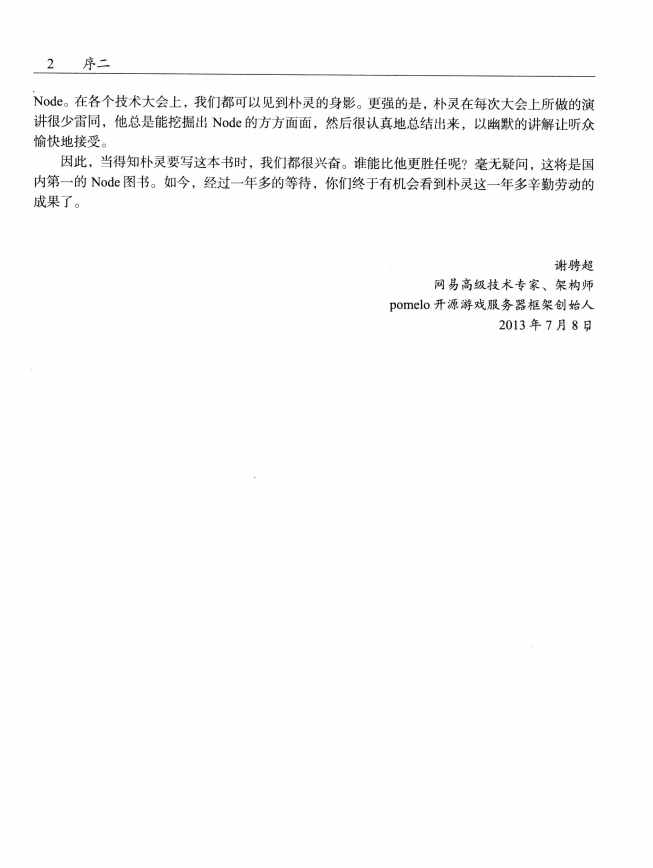 2 序二
Node。在各个技术大会上，我们都可以见到朴灵的身影。更强的是，朴灵在每次大会上所做的演
讲很少雷同，他总是能挖掘出 Node 的方方面面，然后很认真地总结出来，以幽默的讲解让听众
愉快地接受。
因此，当得知朴灵要写这本书时，我们都很兴奋。谁能比他更胜任呢？毫无疑问，这将是国
内第一的 Node 图书。如今，经过一年多的等待，你们终于有机会看到朴灵这一年多辛勤劳动的
成果了。
谢骋超
网易高级技术专家、架构师
pomelo 开源游戏服务器框架创始人
2013 年 7 月 8 日